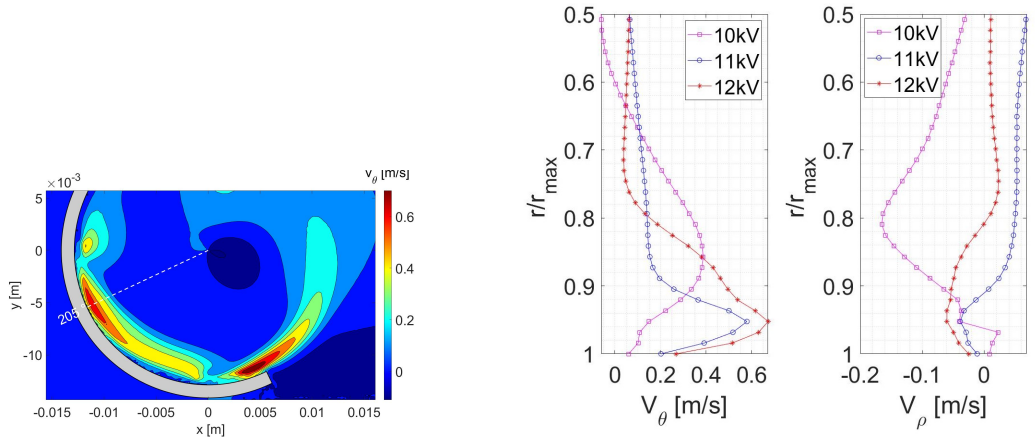 v_θ [m/s]
×10^-3
5
0
-5
-10
y [m]
205
-0.015
-0.01
-0.005
0
0.005
0.01
0.015
x [m]
0.6
0.4
0.2
0
0.5
0.6
0.7
0.8
0.9
1
r/r_max
10kV
11kV
12kV
0
0.2
0.4
0.6
V_θ [m/s]
0.5
0.6
0.7
0.8
0.9
1
r/r_max
10kV
11kV
12kV
-0.2
-0.1
0
V_ρ [m/s]